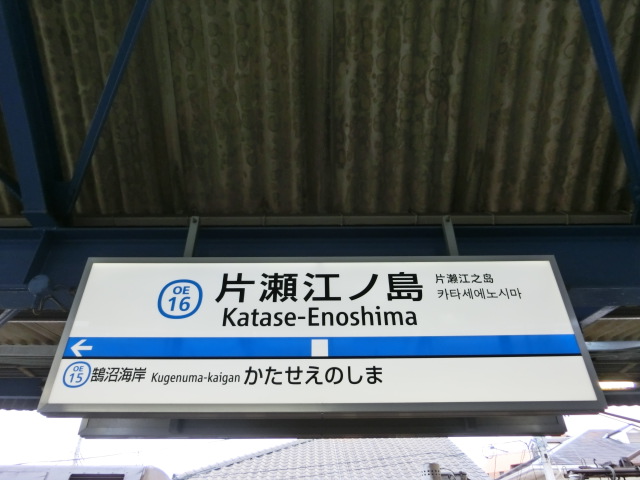 OE
16
片瀬江ノ島
Katase-Enoshima
片瀬江之岛
카타세에노시마
OE
15
鵠沼海岸 Kugenuma-kaigan かたせえのしま